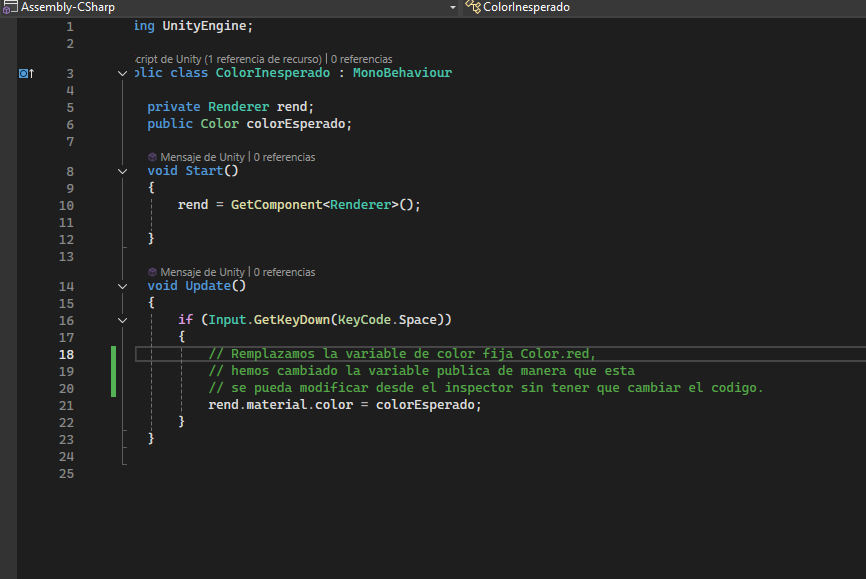 Assembly-CSharp ColorInesperado
1 ing UnityEngine;
2
cript de Unity (1 referencia de recurso) | 0 referencias
3 blic class ColorInesperado : MonoBehaviour
4
5 private Renderer rend;
6 public Color colorEsperado;
7
Mensaje de Unity | 0 referencias
8 void Start()
9 {
10 rend = GetComponent<Renderer>();
11
12 }
13
Mensaje de Unity | 0 referencias
14 void Update()
15 {
16 if (Input.GetKeyDown(KeyCode.Space))
17 {
18 // Remplazamos la variable de color fija Color.red,
19 // hemos cambiado la variable publica de manera que esta
20 // se pueda modificar desde el inspector sin tener que cambiar el codigo.
21 rend.material.color = colorEsperado;
22 }
23 }
24
25